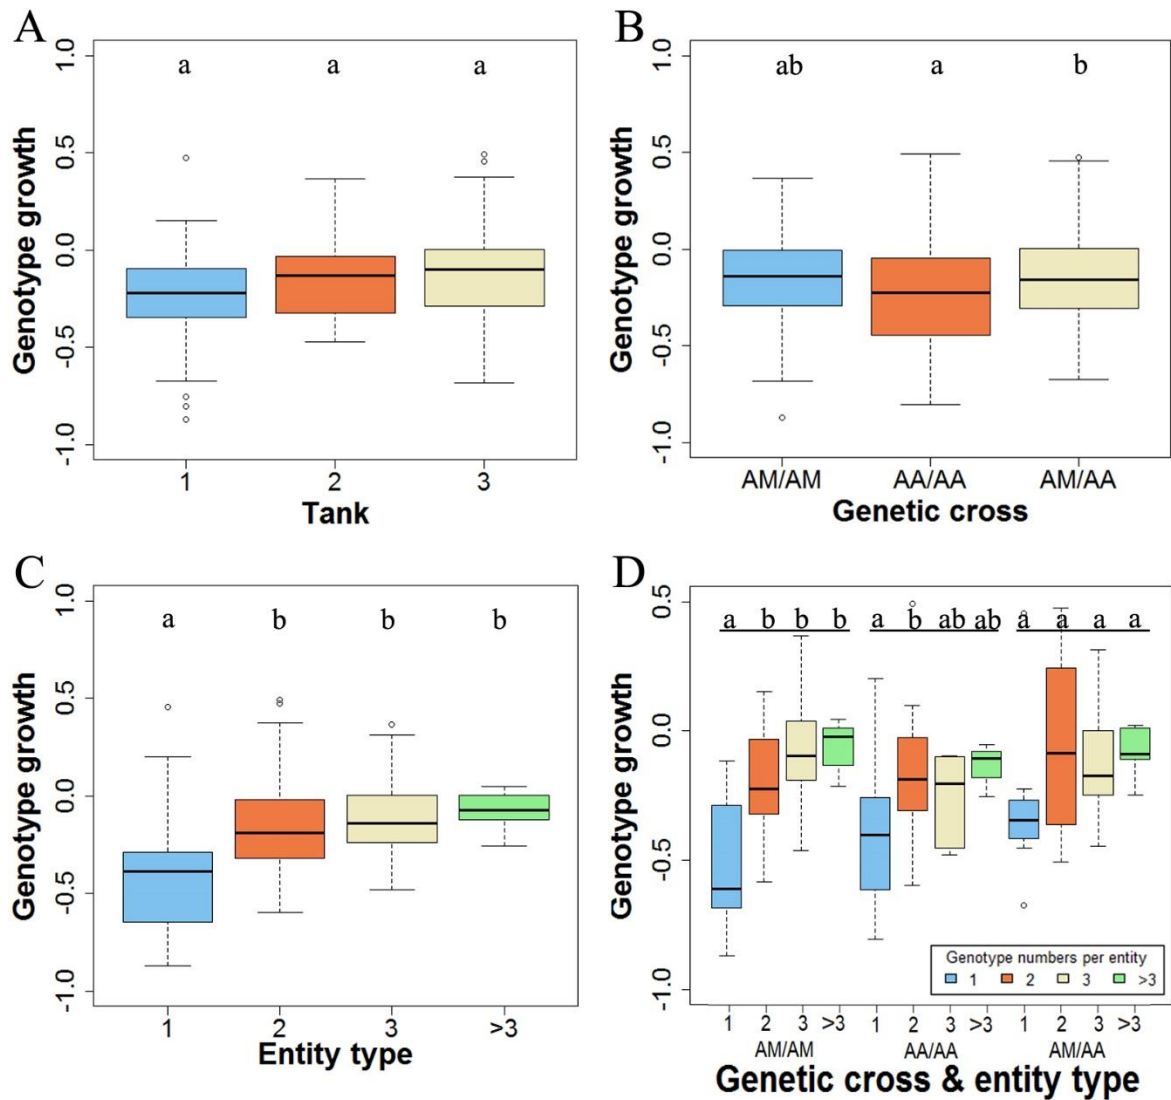 A
Genotype growth
1.0
0.5
0.0
-0.5
-1.0
a a a
1 2 3
Tank
B
Genotype growth
1.0
0.5
0.0
-0.5
-1.0
ab a b
AM/AM AA/AA AM/AA
Genetic cross
C
Genotype growth
1.0
0.5
0.0
-0.5
-1.0
a b b b
1 2 3 >3
Entity type
D
Genotype growth
0.5
0.0
-0.5
-1.0
a b b b a b ab ab a a a a
Genotype numbers per entity
1 2 3 >3
1 2 3 >3 1 2 3 >3 1 2 3 >3
AM/AM AA/AA AM/AA
Genetic cross & entity type